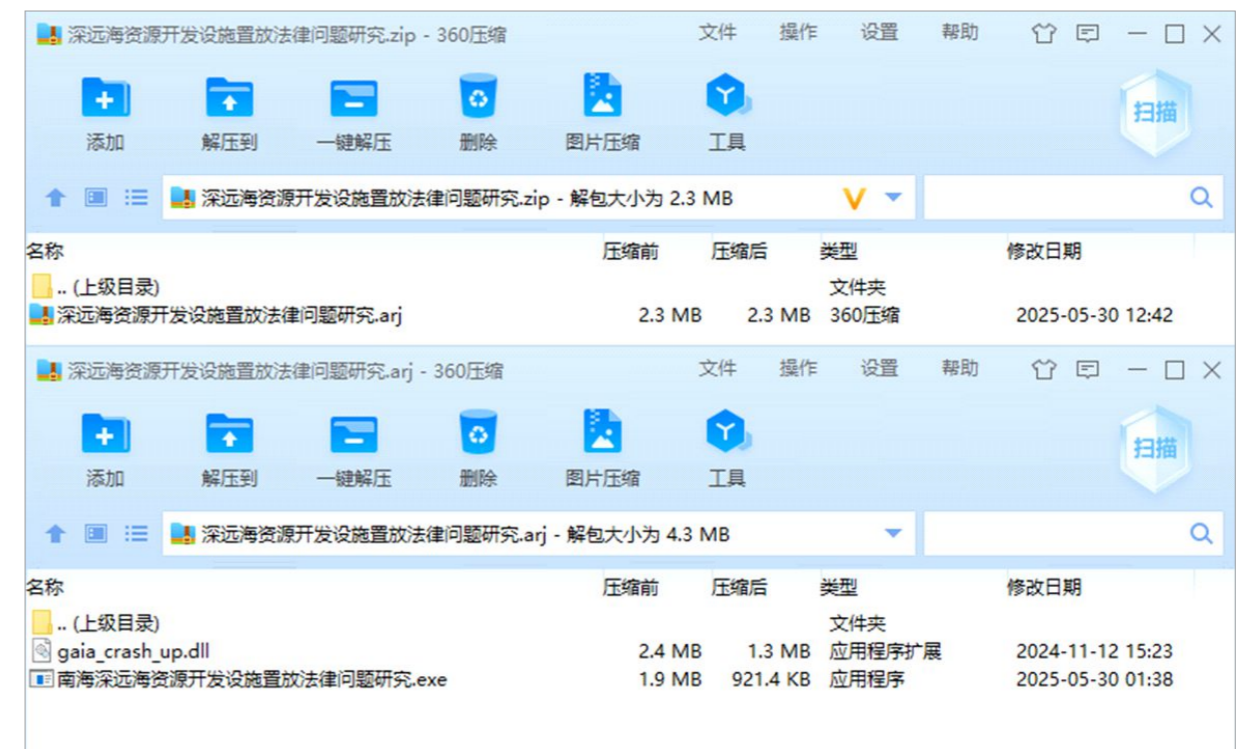 深远海资源开发设施置放法律问题研究.zip - 360压缩 文件 操作 设置 帮助
添加 解压到 一键解压 删除 图片压缩 工具 扫描
深远海资源开发设施置放法律问题研究.zip - 解包大小为 2.3 MB
名称 压缩前 压缩后 类型 修改日期
.. (上级目录) 文件夹
深远海资源开发设施置放法律问题研究.arj 2.3 MB 2.3 MB 360压缩 2025-05-30 12:42
深远海资源开发设施置放法律问题研究.arj - 360压缩 文件 操作 设置 帮助
添加 解压到 一键解压 删除 图片压缩 工具 扫描
深远海资源开发设施置放法律问题研究.arj - 解包大小为 4.3 MB
名称 压缩前 压缩后 类型 修改日期
.. (上级目录) 文件夹
gaia_crash_up.dll 2.4 MB 1.3 MB 应用程序扩展 2024-11-12 15:23
南海深远海资源开发设施置放法律问题研究.exe 1.9 MB 921.4 KB 应用程序 2025-05-30 01:38